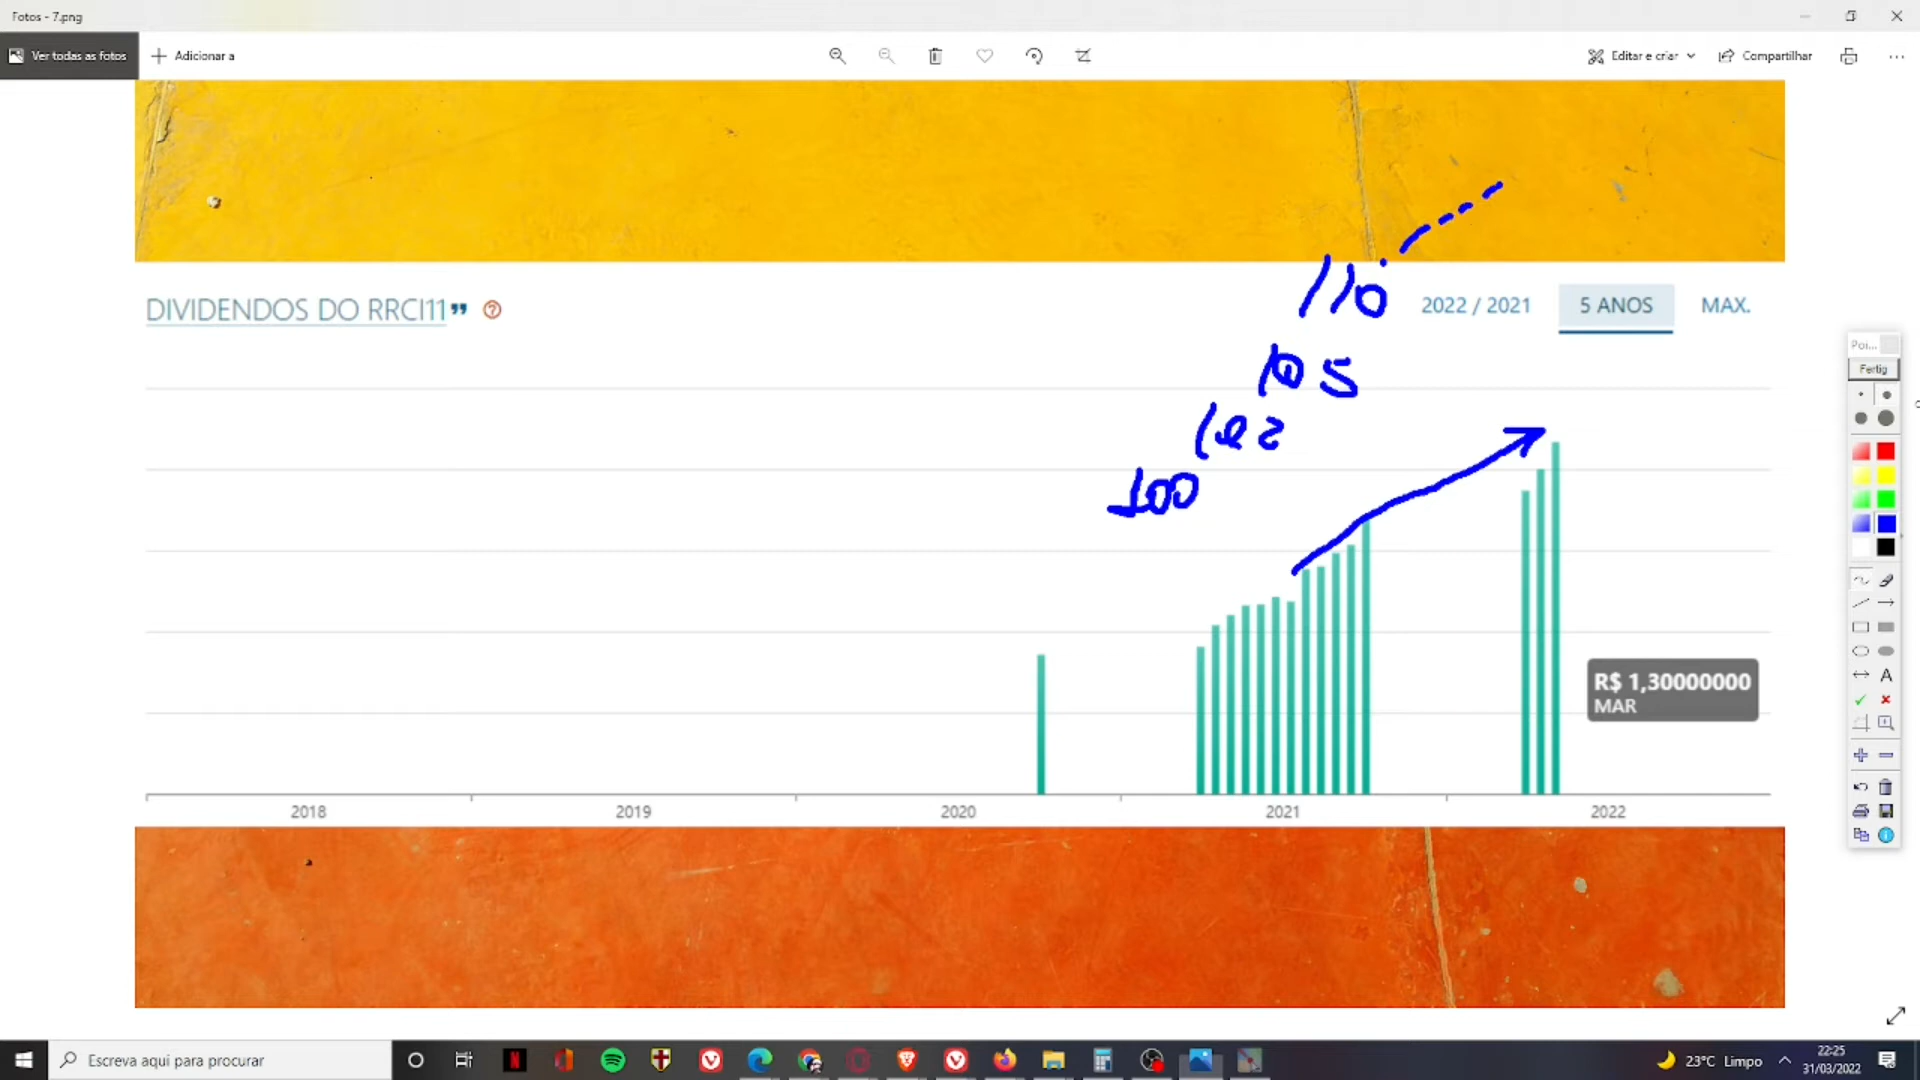 Fotos - 7.png
Ver todas as fotos
Adicionar a
Editar e criar
Compartilhar
110
DIVIDENDOS DO RRCI11
2022 / 2021
5 ANOS
MAX.
105
102
100
Fertig
A
R$ 1,30000000
MAR
2018
2019
2020
2021
2022
Escreva aqui para procurar
23°C Limpo
22:25
31/03/2022